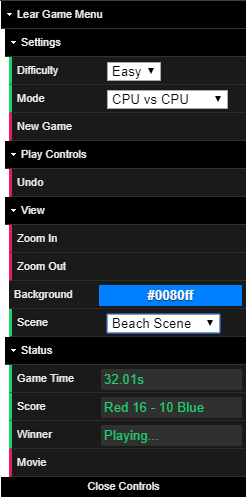 Lear Game Menu
Settings
Difficulty Easy
Mode CPU vs CPU
New Game
Play Controls
Undo
View
Zoom In
Zoom Out
Background #0080ff
Scene Beach Scene
Status
Game Time 32.01s
Score Red 16 - 10 Blue
Winner Playing...
Movie
Close Controls